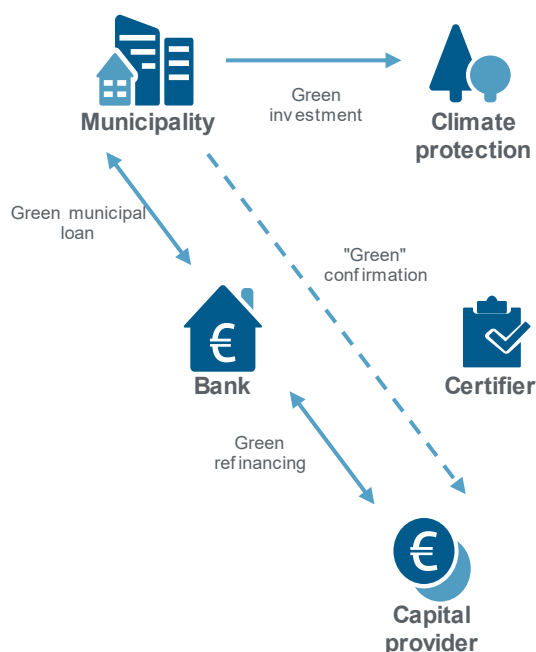 Municipality
Green
investment
Climate
protection
Green municipal
loan
"Green"
confirmation
€
Bank
Certifier
Green
refinancing
€
Capital
provider